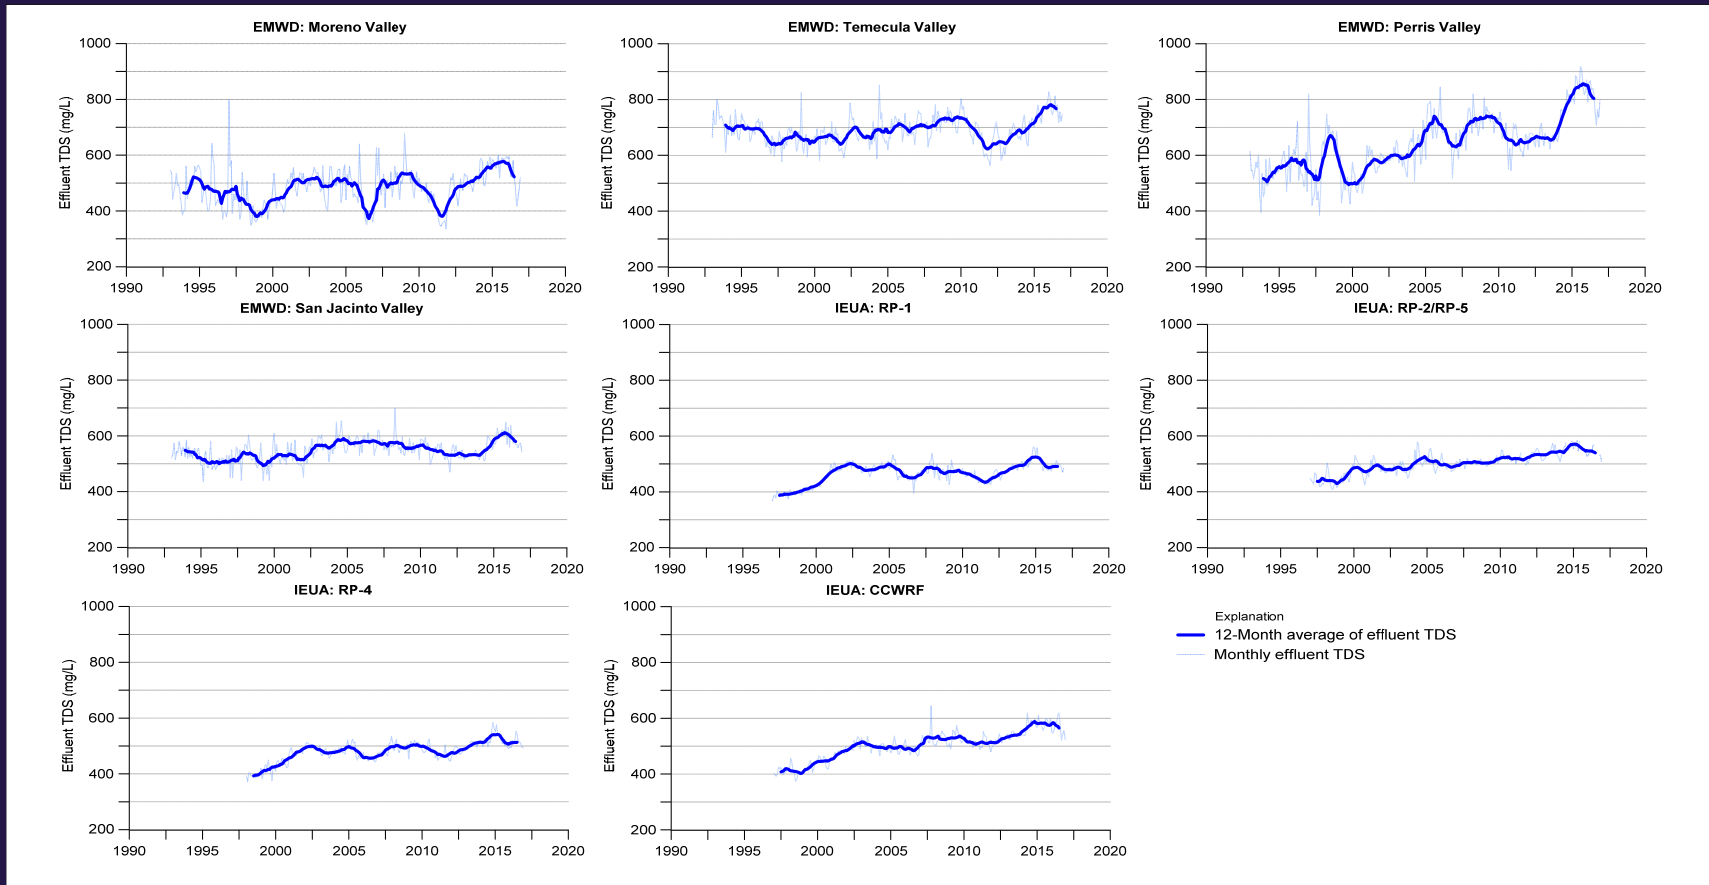 EMWD: Moreno Valley
Effluent TDS (mg/L)
1000
800
600
400
200
1990 1995 2000 2005 2010 2015 2020
EMWD: Temecula Valley
Effluent TDS (mg/L)
1000
800
600
400
200
1990 1995 2000 2005 2010 2015 2020
EMWD: Perris Valley
Effluent TDS (mg/L)
1000
800
600
400
200
1990 1995 2000 2005 2010 2015 2020
EMWD: San Jacinto Valley
Effluent TDS (mg/L)
1000
800
600
400
200
1990 1995 2000 2005 2010 2015 2020
IEUA: RP-1
Effluent TDS (mg/L)
1000
800
600
400
200
1990 1995 2000 2005 2010 2015 2020
IEUA: RP-2/RP-5
Effluent TDS (mg/L)
1000
800
600
400
200
1990 1995 2000 2005 2010 2015 2020
IEUA: RP-4
Effluent TDS (mg/L)
1000
800
600
400
200
1990 1995 2000 2005 2010 2015 2020
IEUA: CCWRF
Effluent TDS (mg/L)
1000
800
600
400
200
1990 1995 2000 2005 2010 2015 2020
Explanation
12-Month average of effluent TDS
Monthly effluent TDS